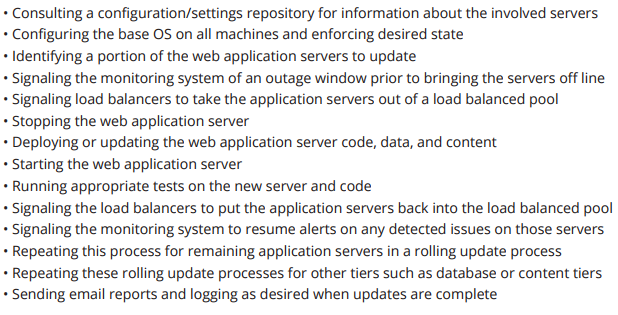 • Consulting a configuration/settings repository for information about the involved servers
• Configuring the base OS on all machines and enforcing desired state
• Identifying a portion of the web application servers to update
• Signaling the monitoring system of an outage window prior to bringing the servers off line
• Signaling load balancers to take the application servers out of a load balanced pool
• Stopping the web application server
• Deploying or updating the web application server code, data, and content
• Starting the web application server
• Running appropriate tests on the new server and code
• Signaling the load balancers to put the application servers back into the load balanced pool
• Signaling the monitoring system to resume alerts on any detected issues on those servers
• Repeating this process for remaining application servers in a rolling update process
• Repeating these rolling update processes for other tiers such as database or content tiers
• Sending email reports and logging as desired when updates are complete